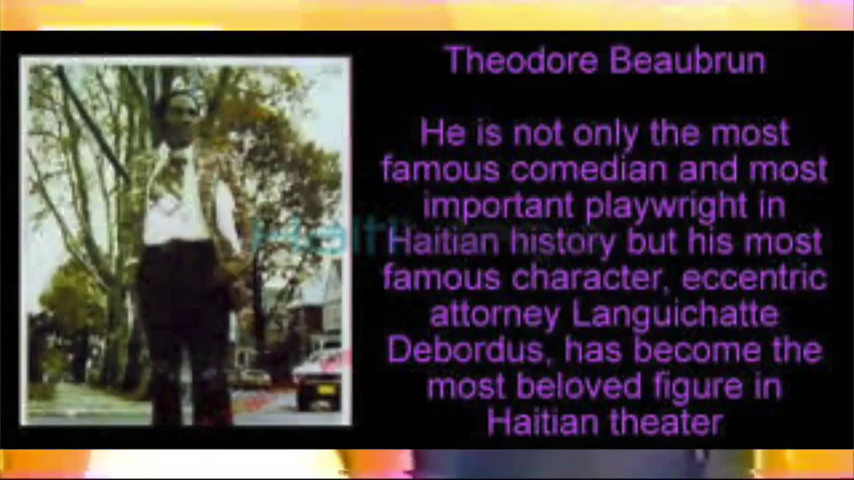 Theodore Beaubrun
He is not only the most
famous comedian and most
important playwright in
Haitian history but his most
famous character, eccentric
attorney Languichatte
Debordus, has become the
most beloved figure in
Haitian theater